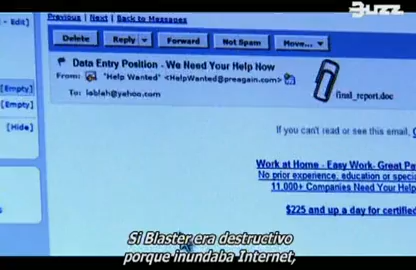 Buzz
- Edit]
Previous | Next | Back to Messages
Delete Reply Forward Not Spam Move...
Data Entry Position - We Need Your Help Now
From: "Help Wanted" <HelpWanted@preagain.com>
[Empty]
To: lablah@yahoo.com
final_report.doc
[Empty]
[Hide]
If you can't read or see this email,
Work at Home - Easy Work- Great Pa
No prior experience, education or speci
11,000+ Companies Need Your Help
$225 and up a day for certified
Si Blaster era destructivo
porque inundaba Internet,